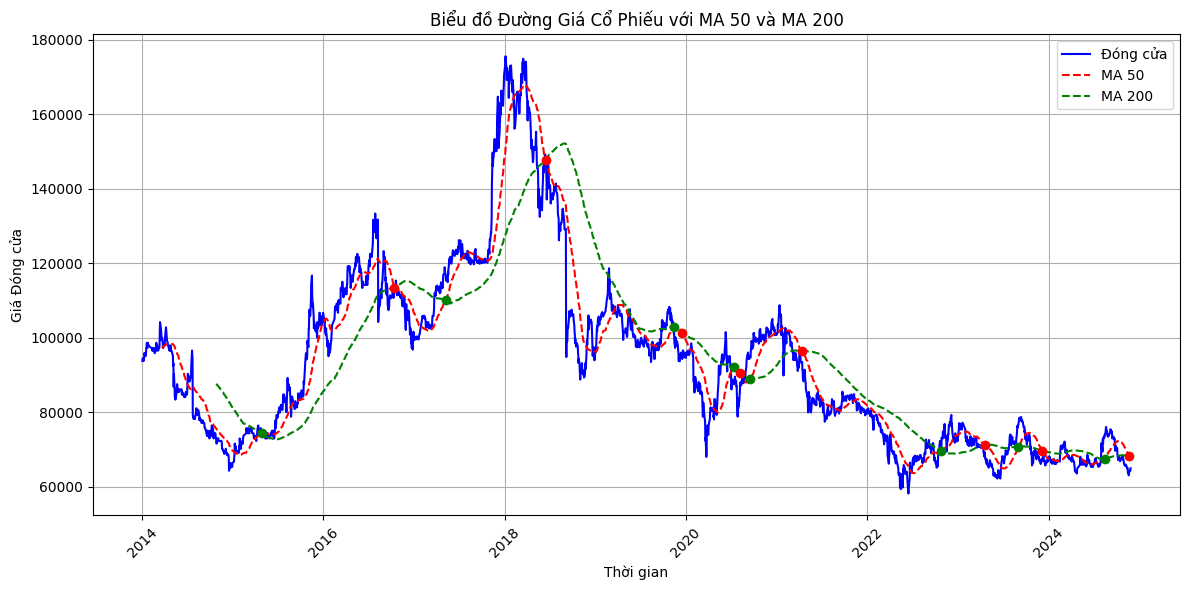 Biểu đồ Đường Giá Cổ Phiếu với MA 50 và MA 200
180000
160000
140000
120000
100000
80000
60000
Giá Đóng cửa
Đóng cửa
MA 50
MA 200
2014
2016
2018
2020
2022
2024
Thời gian